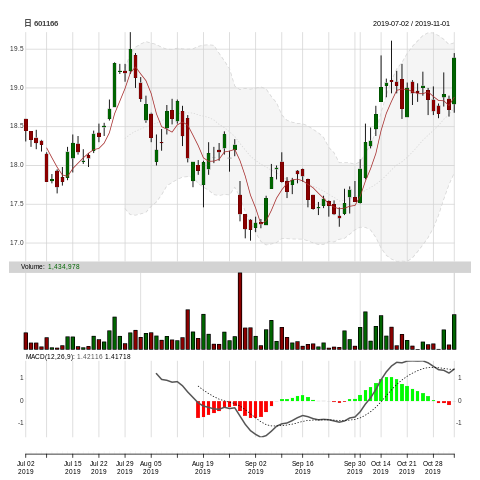 日 601166 2019-07-02 / 2019-11-01
19.5
19.0
18.5
18.0
17.5
17.0
Volume: 1,434,978
MACD(12,26,9): 1.42116 1.41718
1 1
0 0
-1 -1
Jul 02 Jul 15 Jul 22 Jul 29 Aug 05 Aug 19 Sep 02 Sep 16 Sep 30 Oct 14 Oct 21 Oct 28
2019 2019 2019 2019 2019 2019 2019 2019 2019 2019 2019 2019